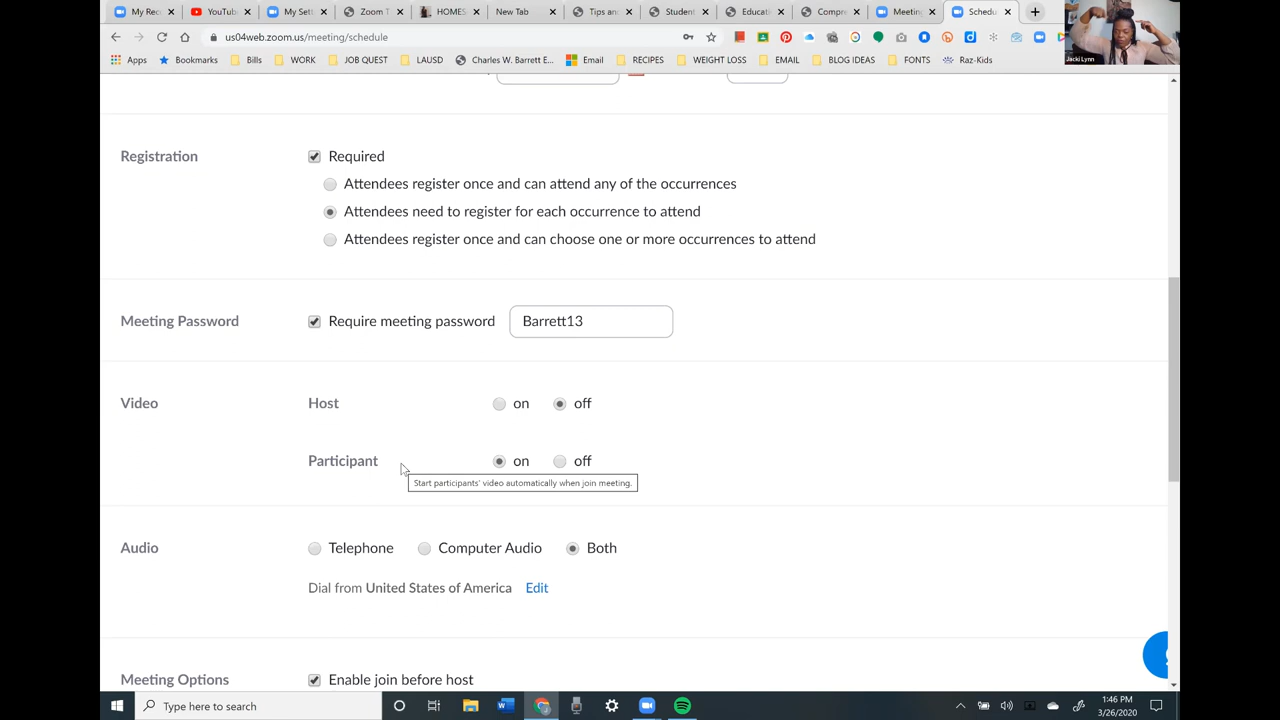 My Recc
YouTub
My Sett
Zoom T
HOMES
New Tab
Tips an
Student
Educati
Compre
Meetin
Schedu
us04web.zoom.us/meeting/schedule
Apps
Bookmarks
Bills
WORK
JOB QUEST
LAUSD
Charles W. Barrett E...
Email
RECIPES
WEIGHT LOSS
EMAIL
BLOG IDEAS
FONTS
Raz-Kids
Jacki Lynn
Registration
Required
Attendees register once and can attend any of the occurrences
Attendees need to register for each occurrence to attend
Attendees register once and can choose one or more occurrences to attend
Meeting Password
Require meeting password
Barrett13
Video
Host
on
off
Participant
on
off
Start participants' video automatically when join meeting.
Audio
Telephone
Computer Audio
Both
Dial from United States of America
Edit
Meeting Options
Enable join before host
Type here to search
1:46 PM
3/26/2020